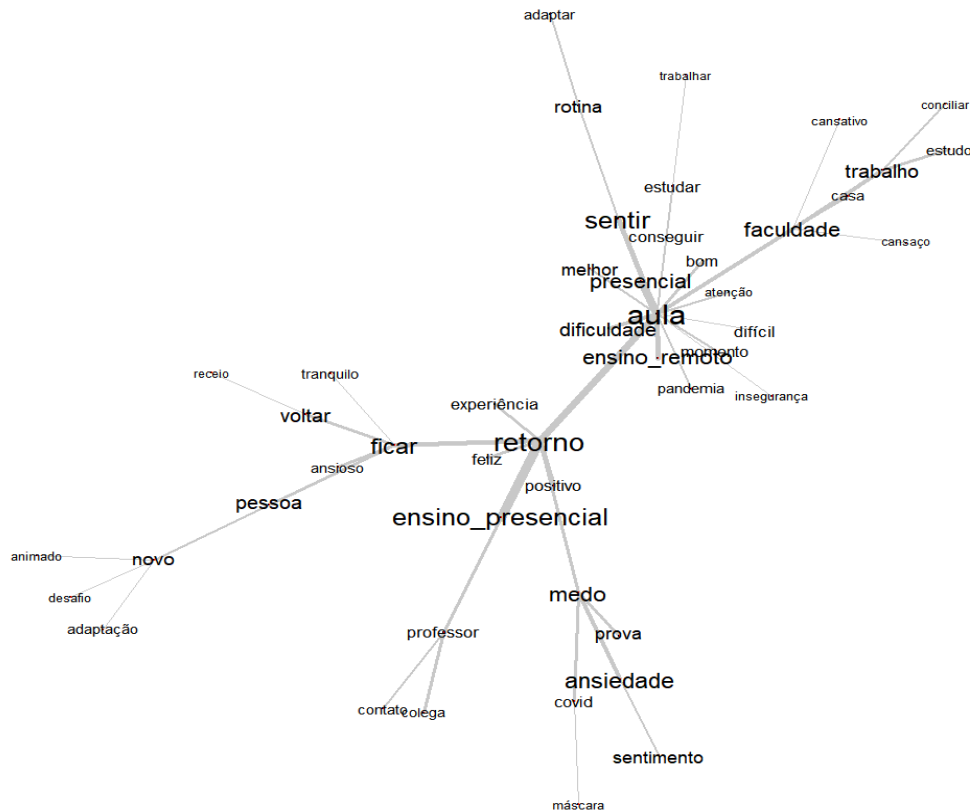 adaptar
trabalhar
rotina
conciliar
cansativo
estudo
trabalho
estudar
casa
sentir
faculdade
conseguir
cansaço
bom
melhor
presencial
atenção
aula
dificuldade
difícil
momento
ensino_remoto
receio
tranquilo
pandemia
insegurança
experiência
voltar
ficar
retorno
feliz
ansioso
positivo
pessoa
ensino_presencial
animado
novo
desafio
medo
adaptação
professor
prova
ansiedade
contato
colega
covid
sentimento
máscara